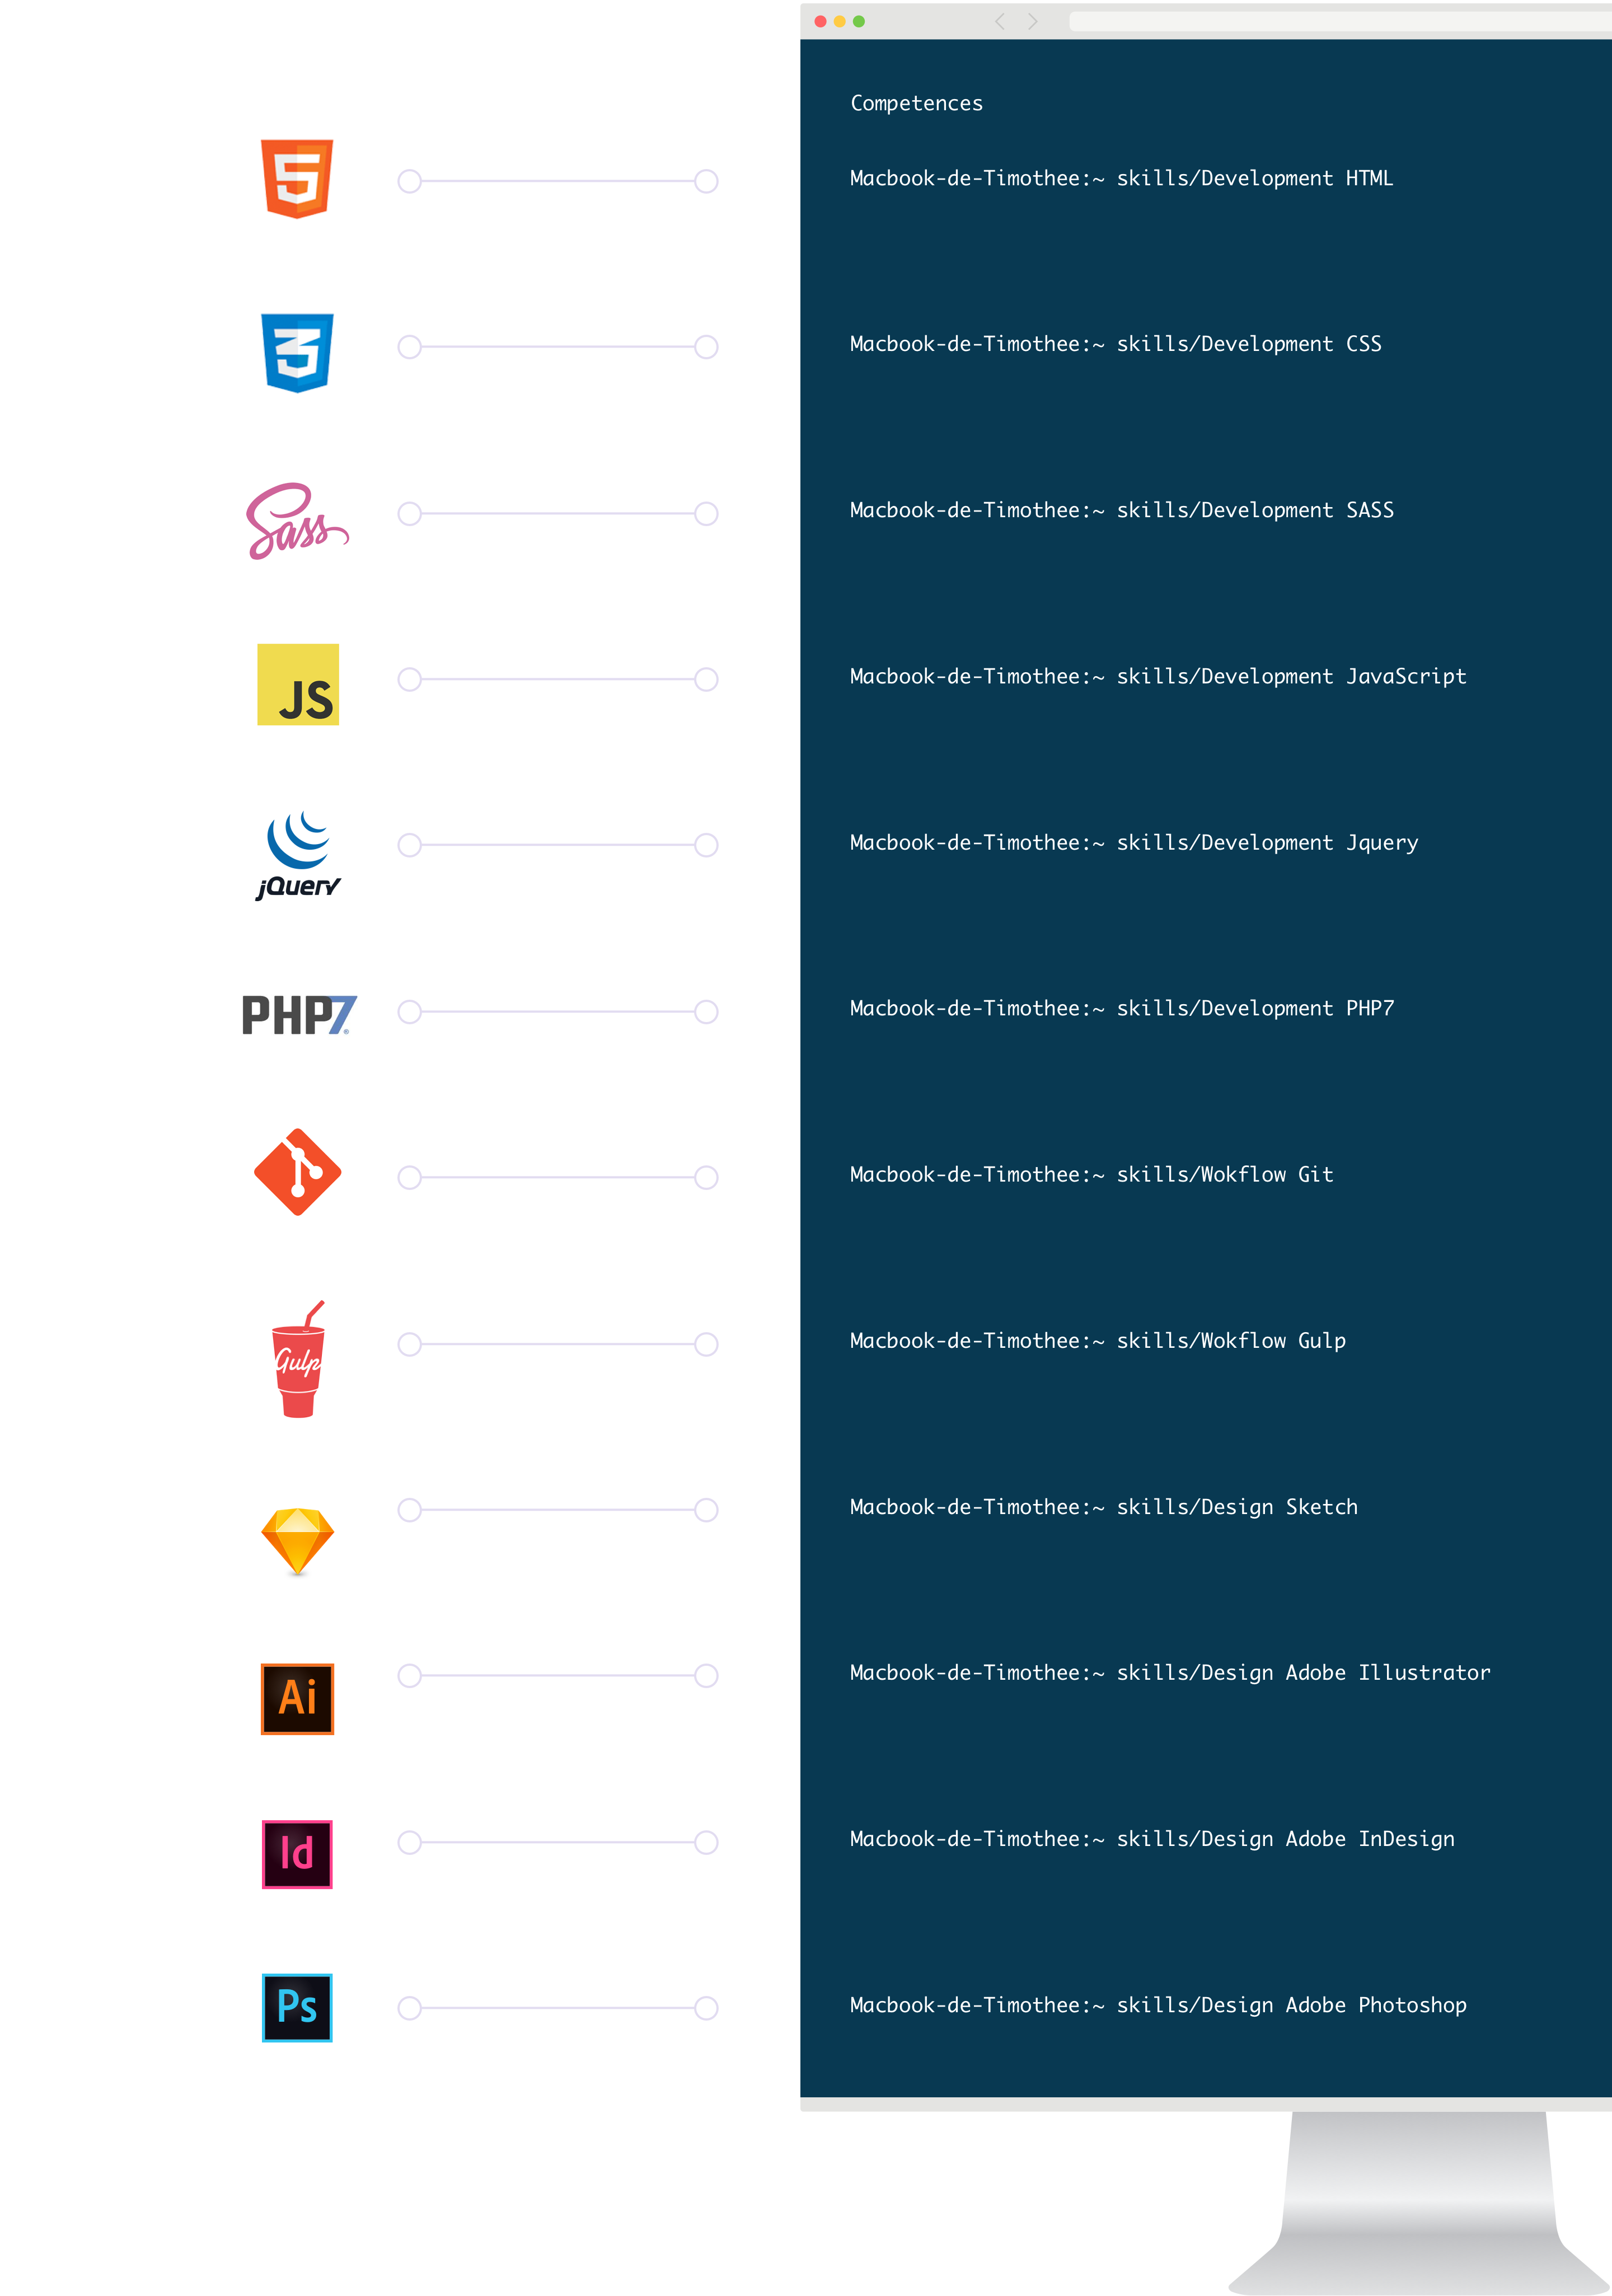 Competences
5
Macbook-de-Timothee:~ skills/Development HTML
3
Macbook-de-Timothee:~ skills/Development CSS
Sass
Macbook-de-Timothee:~ skills/Development SASS
JS
Macbook-de-Timothee:~ skills/Development JavaScript
jQuery
Macbook-de-Timothee:~ skills/Development Jquery
PHP7®
Macbook-de-Timothee:~ skills/Development PHP7
Macbook-de-Timothee:~ skills/Wokflow Git
Gulp
Macbook-de-Timothee:~ skills/Wokflow Gulp
Macbook-de-Timothee:~ skills/Design Sketch
Ai
Macbook-de-Timothee:~ skills/Design Adobe Illustrator
Id
Macbook-de-Timothee:~ skills/Design Adobe InDesign
Ps
Macbook-de-Timothee:~ skills/Design Adobe Photoshop